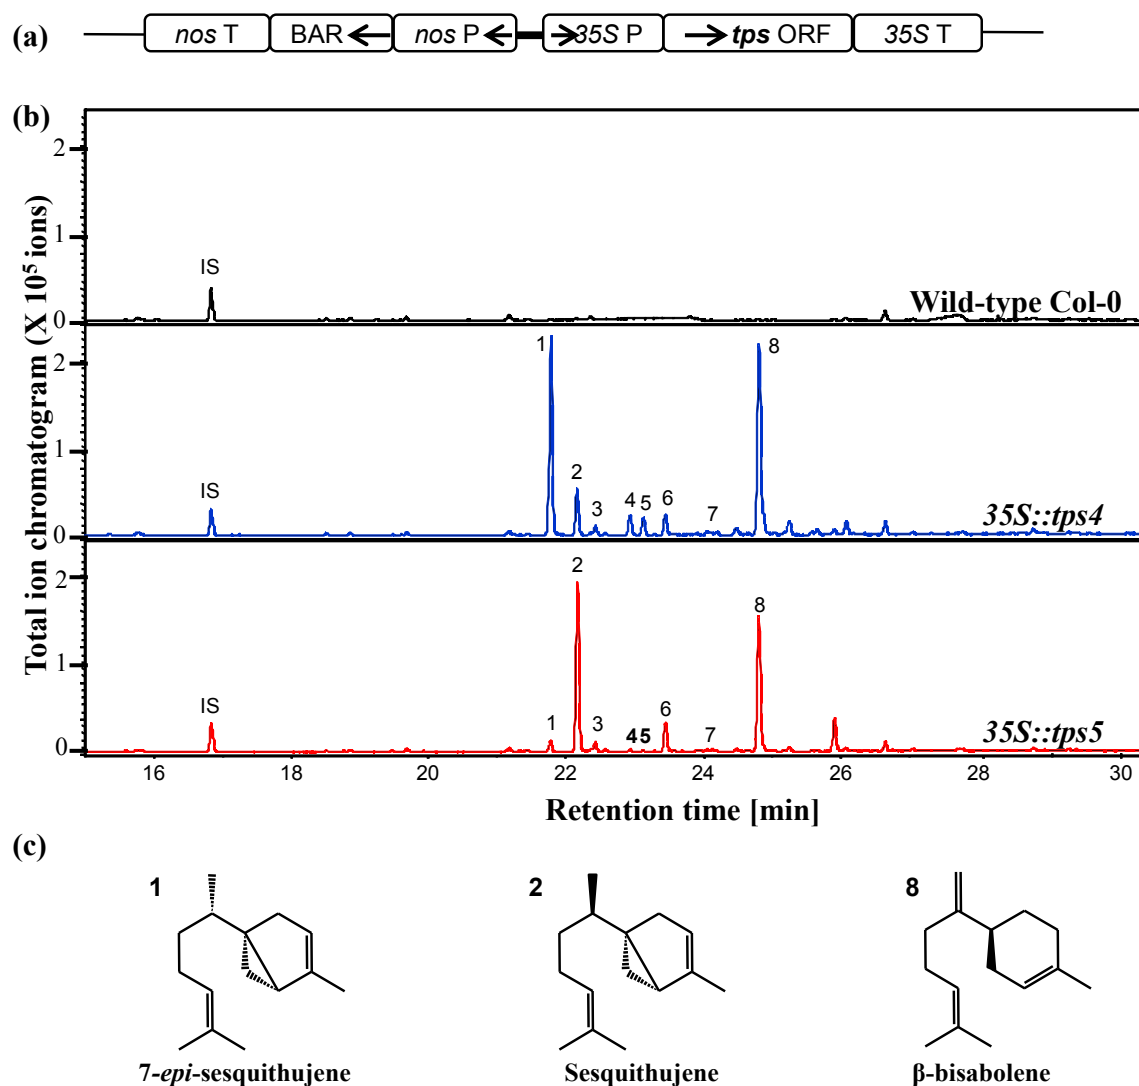 (a)
nos T BAR nos P 35S P tps ORF 35S T
(b)
Total ion chromatogram (X 10⁵ ions)
2
1
0
IS
Wild-type Col-0
2
1
0
IS
1
2
3
4
5
6
7
8
35S::tps4
2
1
0
IS
1
2
3
4 5
6
7
8
35S::tps5
16 18 20 22 24 26 28 30
Retention time [min]
(c)
1 2 8
7-epi-sesquithujene Sesquithujene β-bisabolene